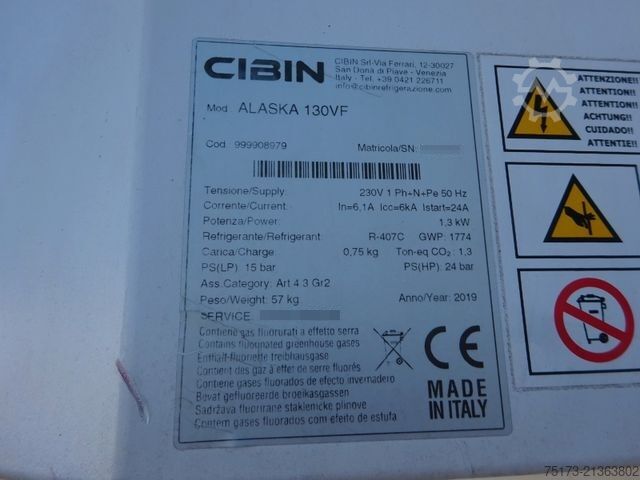 CIBIN
CIBIN Srl-Via Ferrari, 12-30027
San Donà di Piave - Venezia
Italy - Tel. +39 0421 226711
info@cibinrefrigerazione.com
Mod. ALASKA 130VF
Cod. 999908979 Matricola/SN:
Tensione/Supply: 230V 1 Ph+N+Pe 50 Hz
Corrente/Current: In=6,1A Icc=6kA Istart=24A
Potenza/Power: 1,3 kW
Refrigerante/Refrigerant: R-407C GWP: 1774
Carica/Charge: 0,75 kg Ton-eq CO2: 1,3
PS(LP): 15 bar PS(HP): 24 bar
Ass.Category: Art 4.3 Gr2
Peso/Weight: 57 kg Anno/Year: 2019
SERVICE:
Contiene gas fluorurati a effetto serra
Contains fluorinated greenhouse gases
Enthält fluorierte treibhausgase
Contient des gaz à effet de serre fluorés
Contiene gases fluorados de efecto invernadero
Bevat gefluoreerde broeikasgassen
Sadržava fluorirane stakleničke plinove
Contem gases fluorados com efeito de estufa
CE
MADE
IN ITALY
ATTENZIONE!!
ATTENTION!!
ATTENTION!!
ACHTUNG!!
CUIDADO!!
ATTENTIE!!
75173-21363802